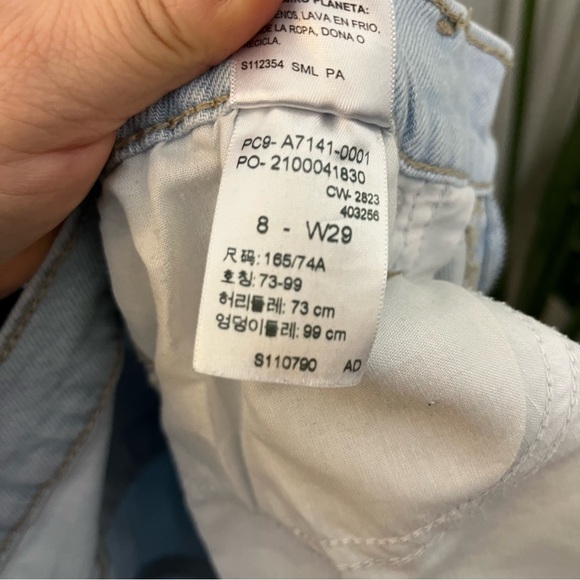 PLANETA:
LAVA EN FRIO,
LA ROPA, DONA O
RECICLA.
S112354 SML PA
PC9- A7141-0001
PO- 2100041830
CW- 2823
403256
8 - W29
尺码: 165/74A
호칭: 73-99
허리둘레: 73 cm
엉덩이둘레: 99 cm
S110790 AD